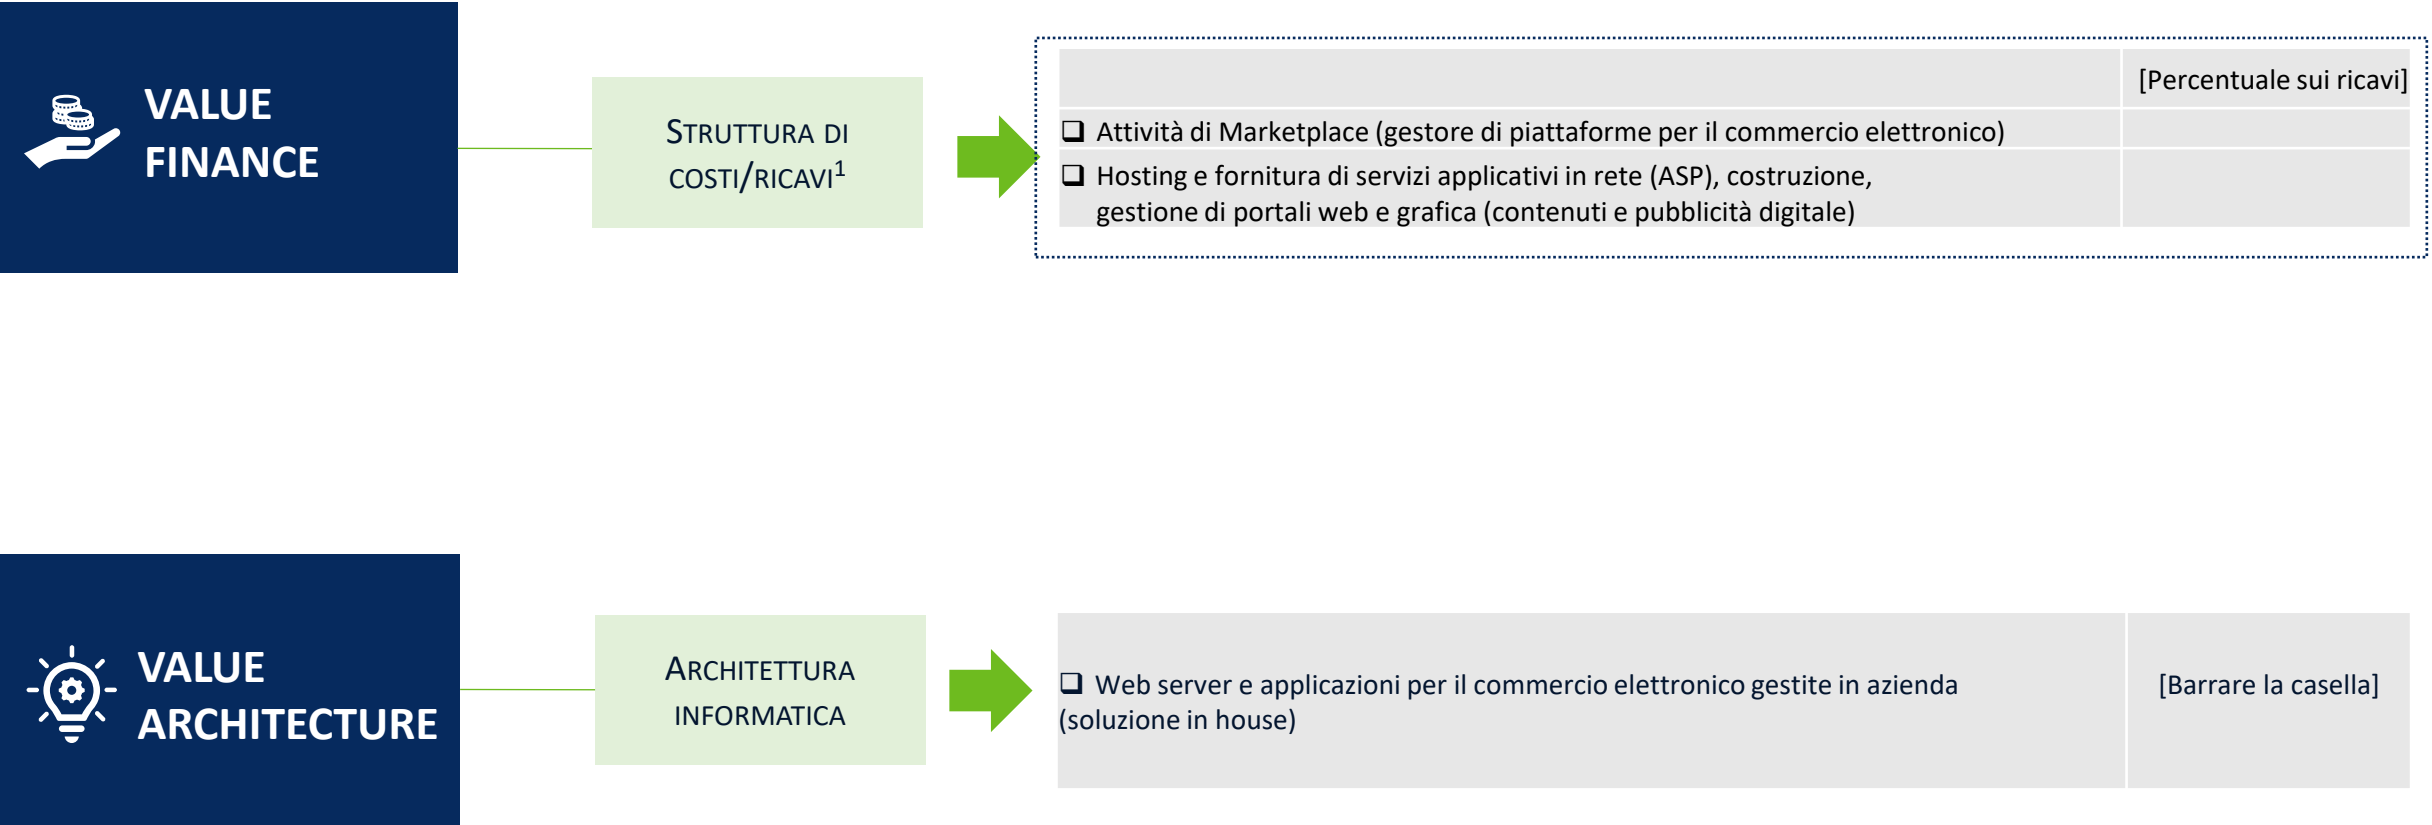 VALUE
FINANCE
STRUTTURA DI
COSTI/RICAVI1
[Percentuale sui ricavi]
❑ Attività di Marketplace (gestore di piattaforme per il commercio elettronico)
❑ Hosting e fornitura di servizi applicativi in rete (ASP), costruzione,
gestione di portali web e grafica (contenuti e pubblicità digitale)
VALUE
ARCHITECTURE
ARCHITETTURA
INFORMATICA
❑ Web server e applicazioni per il commercio elettronico gestite in azienda
(soluzione in house)
[Barrare la casella]